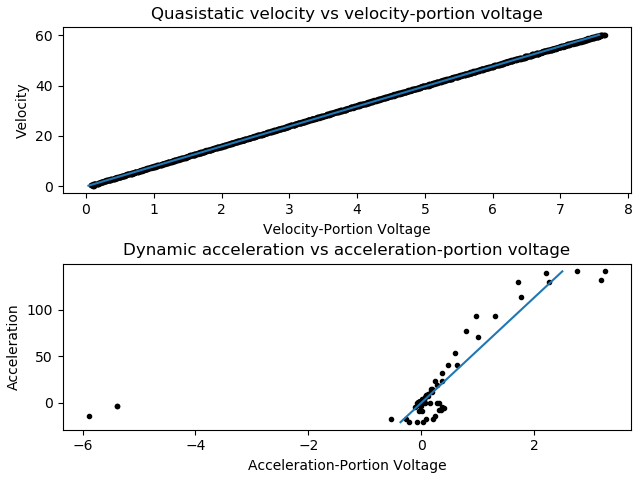 Quasistatic velocity vs velocity-portion voltage
60
40
20
0
Velocity
0 1 2 3 4 5 6 7 8
Velocity-Portion Voltage
Dynamic acceleration vs acceleration-portion voltage
100
50
0
Acceleration
−6 −4 −2 0 2
Acceleration-Portion Voltage